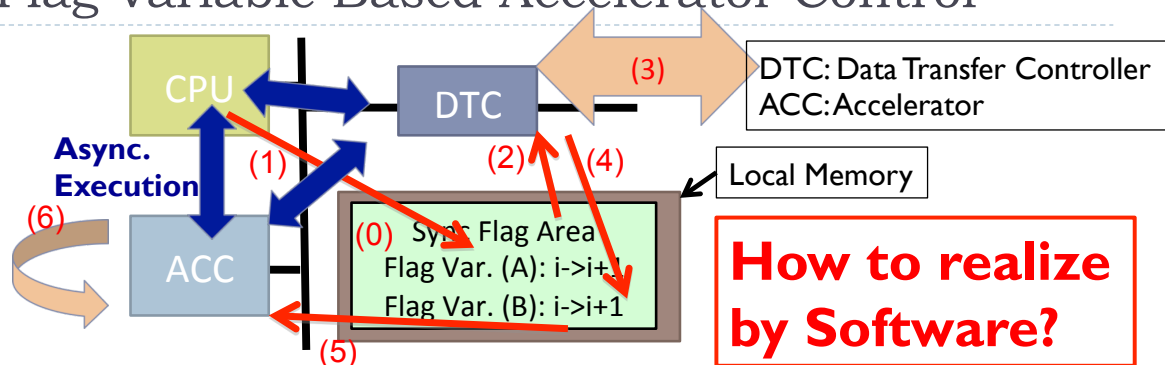 Flag Variable Based Accelerator Control
CPU
DTC
(3)
DTC: Data Transfer Controller
ACC: Accelerator
Async.
Execution
(1)
(2)
(4)
Local Memory
(6)
ACC
(0)
Sync Flag Area
Flag Var. (A): i->i+1
Flag Var. (B): i->i+1
(5)
How to realize
by Software?